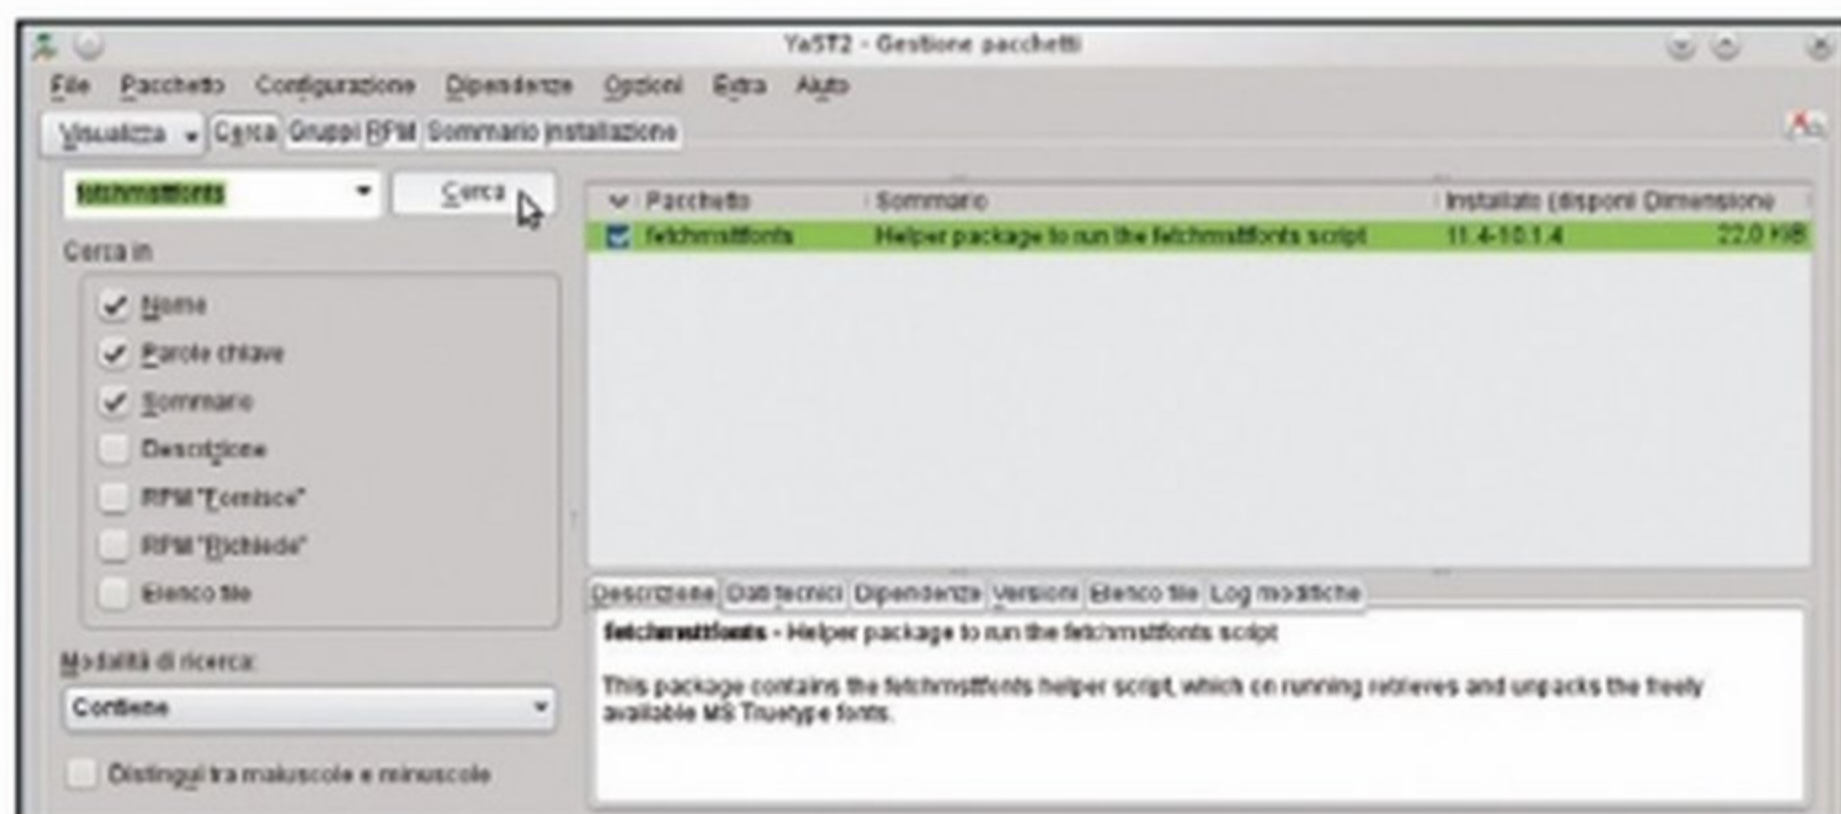 YaST2 - Gestione pacchetti
File Pacchetto Configurazione Dipendenze Opzioni Extra Aiuto
Visualizza Cerca Gruppi RPM Sommario installazione
fetchmsttfonts Cerca
Pacchetto Sommario Installato (disponi Dimensione
fetchmsttfonts Helper package to run the fetchmsttfonts script 11.4-10.1.4 22.0 KiB
Cerca in
Nome
Parole chiave
Sommario
Descrizione
RPM "Fornisce"
RPM "Richiede"
Elenco file
Modalità di ricerca:
Contiene
Distingui tra maiuscole e minuscole
Descrizione Dati tecnici Dipendenze Versioni Elenco file Log modifiche
fetchmsttfonts - Helper package to run the fetchmsttfonts script
This package contains the fetchmsttfonts helper script, which on running retrieves and unpacks the freely
available MS Truetype fonts.